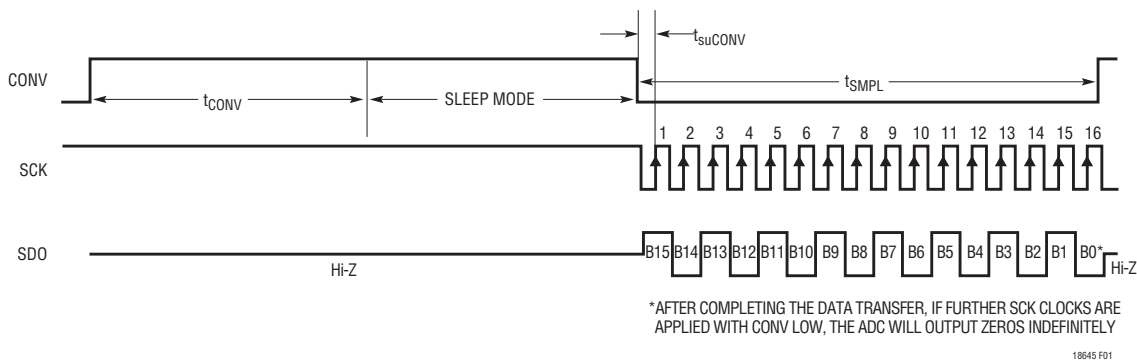 t_suCONV
CONV
t_CONV
SLEEP MODE
t_SMPL
1 2 3 4 5 6 7 8 9 10 11 12 13 14 15 16
SCK
SDO
B15 B14 B13 B12 B11 B10 B9 B8 B7 B6 B5 B4 B3 B2 B1 B0*
Hi-Z
Hi-Z
*AFTER COMPLETING THE DATA TRANSFER, IF FURTHER SCK CLOCKS ARE
APPLIED WITH CONV LOW, THE ADC WILL OUTPUT ZEROS INDEFINITELY
18645 F01